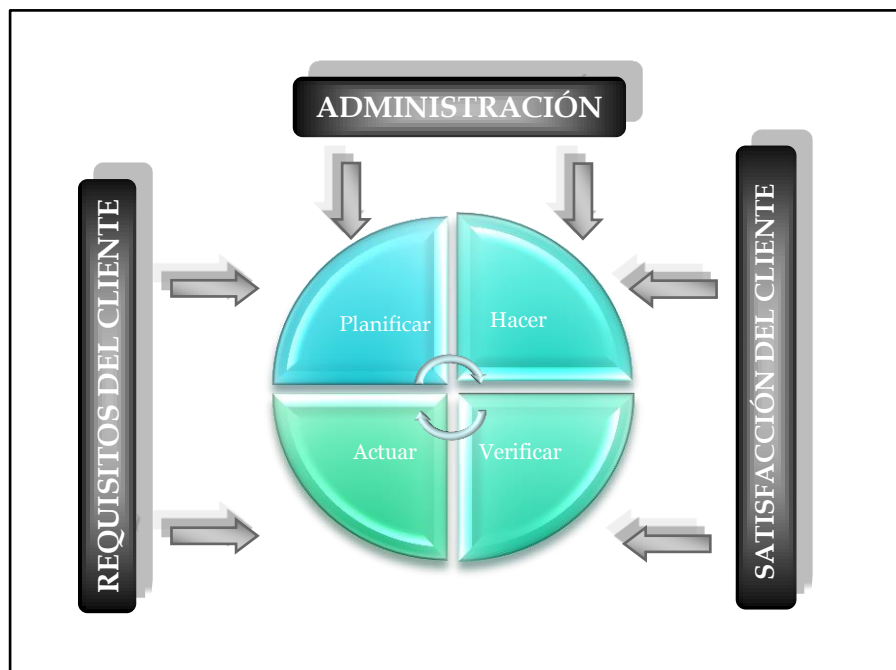 ADMINISTRACIÓN
REQUISITOS DEL CLIENTE
Planificar
Hacer
Actuar
Verificar
SATISFACCIÓN DEL CLIENTE